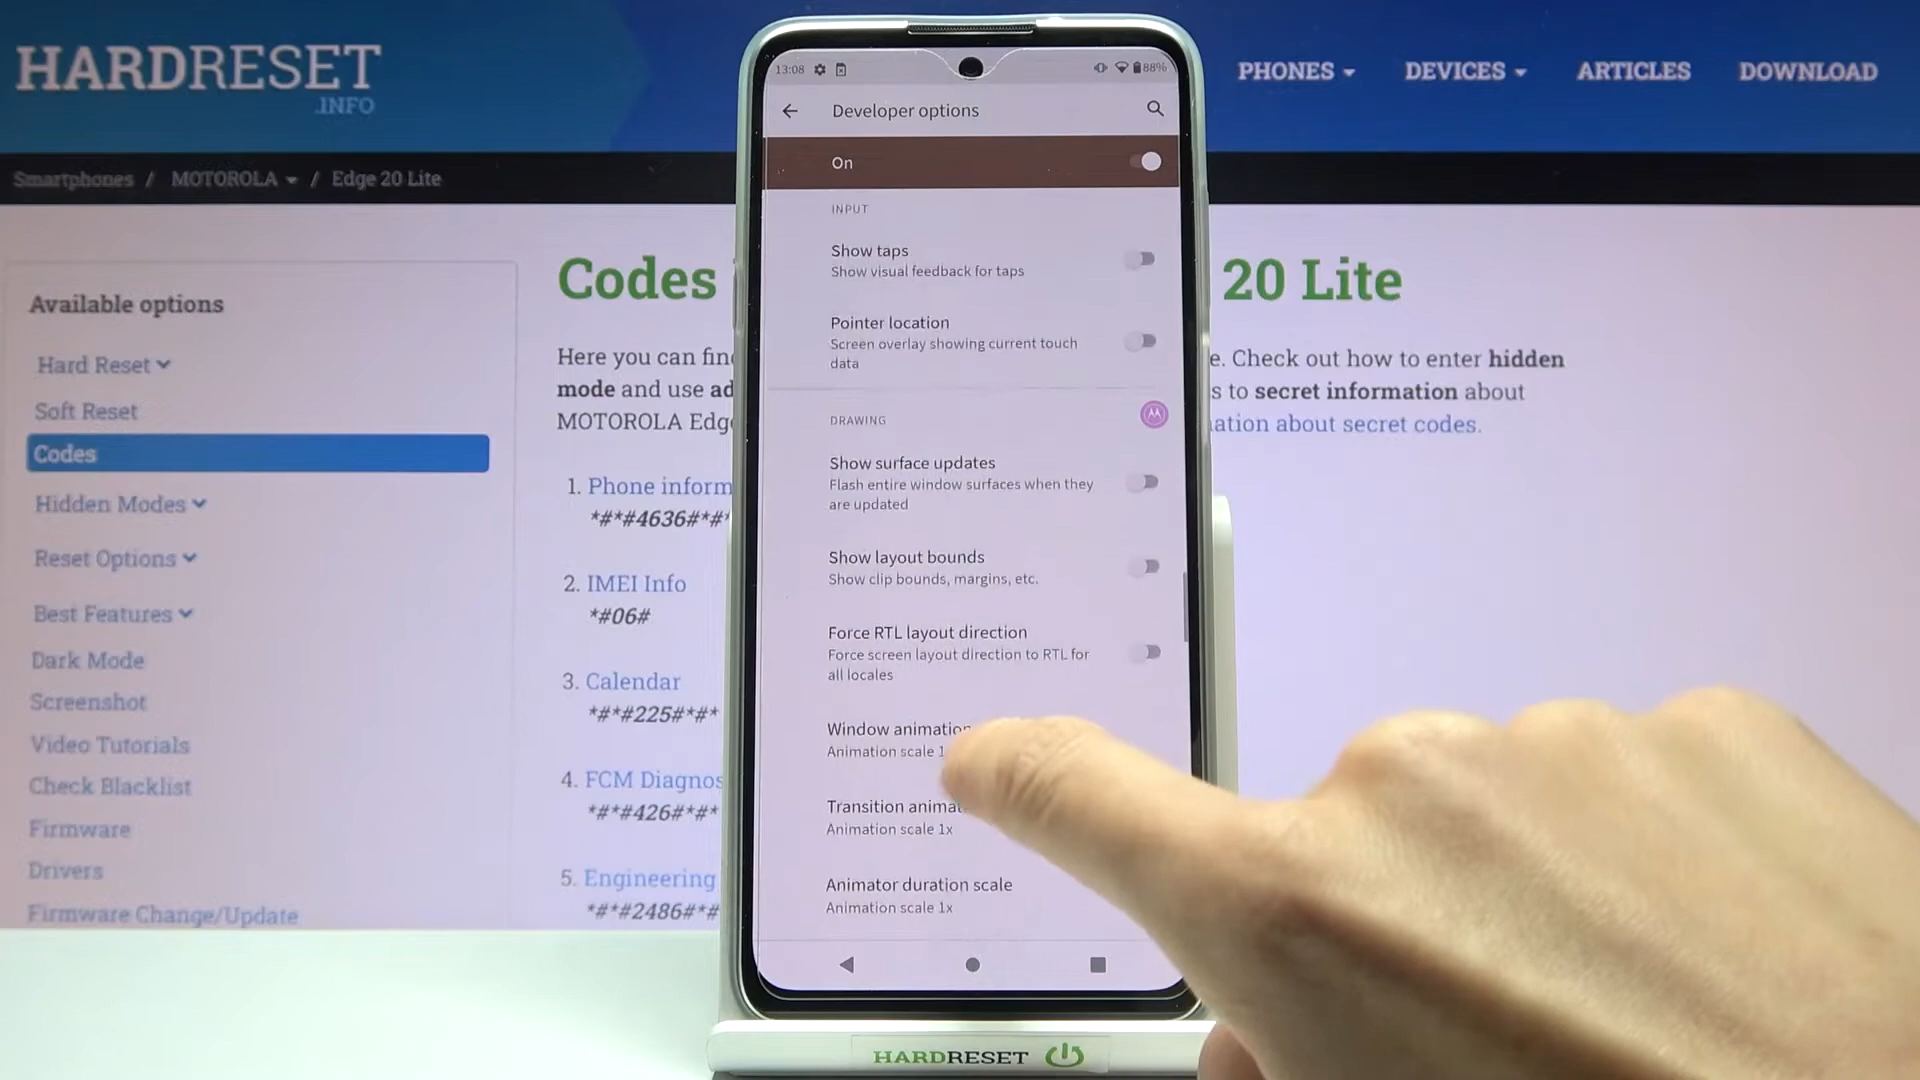 HARDRESET
.INFO
PHONES
DEVICES
ARTICLES
DOWNLOAD
Smartphones / MOTOROLA / Edge 20 Lite
Available options
Hard Reset
Soft Reset
Codes
Hidden Modes
Reset Options
Best Features
Dark Mode
Screenshot
Video Tutorials
Check Blacklist
Firmware
Drivers
Firmware Change/Update
Codes
20 Lite
Here you can
e. Check out how to enter hidden
mode and use
s to secret information about
MOTOROLA
ation about secret codes.
1. Phone inform
*#*#4636#*#*
2. IMEI Info
*#06#
3. Calendar
*#*#225#*#*
4. FCM Diagnos
*#*#426#*#*
5. Engineering
*#*#2486#*#
13:08
88%
Developer options
On
INPUT
Show taps
Show visual feedback for taps
Pointer location
Screen overlay showing current touch
data
DRAWING
Show surface updates
Flash entire window surfaces when they
are updated
Show layout bounds
Show clip bounds, margins, etc.
Force RTL layout direction
Force screen layout direction to RTL for
all locales
Window animation
Animation scale 1
Transition anima
Animation scale 1x
Animator duration scale
Animation scale 1x
HARDRESET